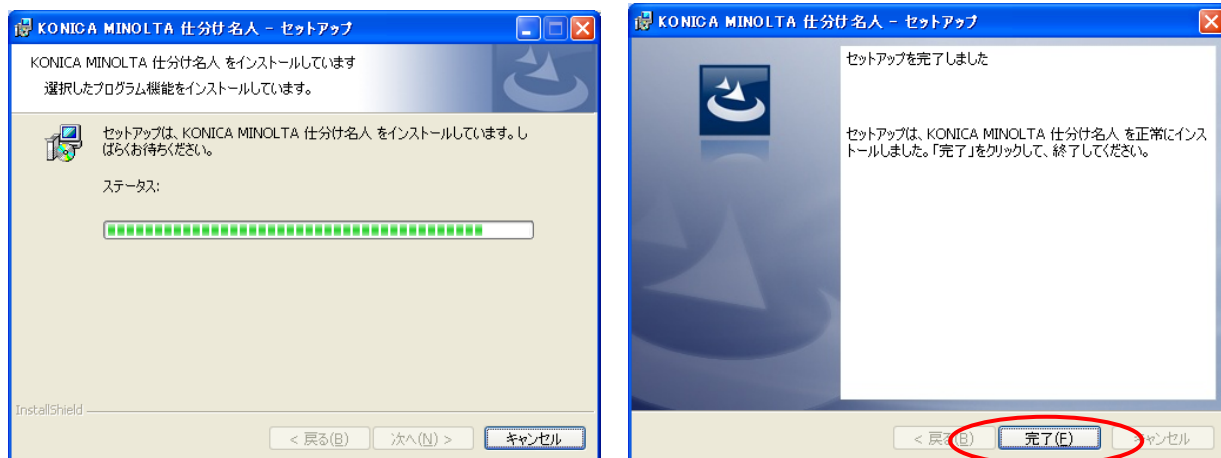 KONICA MINOLTA 仕分け名人 - セットアップ
KONICA MINOLTA 仕分け名人 をインストールしています
選択したプログラム機能をインストールしています。
セットアップは、KONICA MINOLTA 仕分け名人 をインストールしています。し
ばらくお待ちください。
ステータス:
InstallShield
< 戻る(B)
次へ(N) >
キャンセル
KONICA MINOLTA 仕分け名人 - セットアップ
セットアップを完了しました
セットアップは、KONICA MINOLTA 仕分け名人 を正常にインス
トールしました。「完了」をクリックして、終了してください。
< 戻る(B)
完了(F)
キャンセル